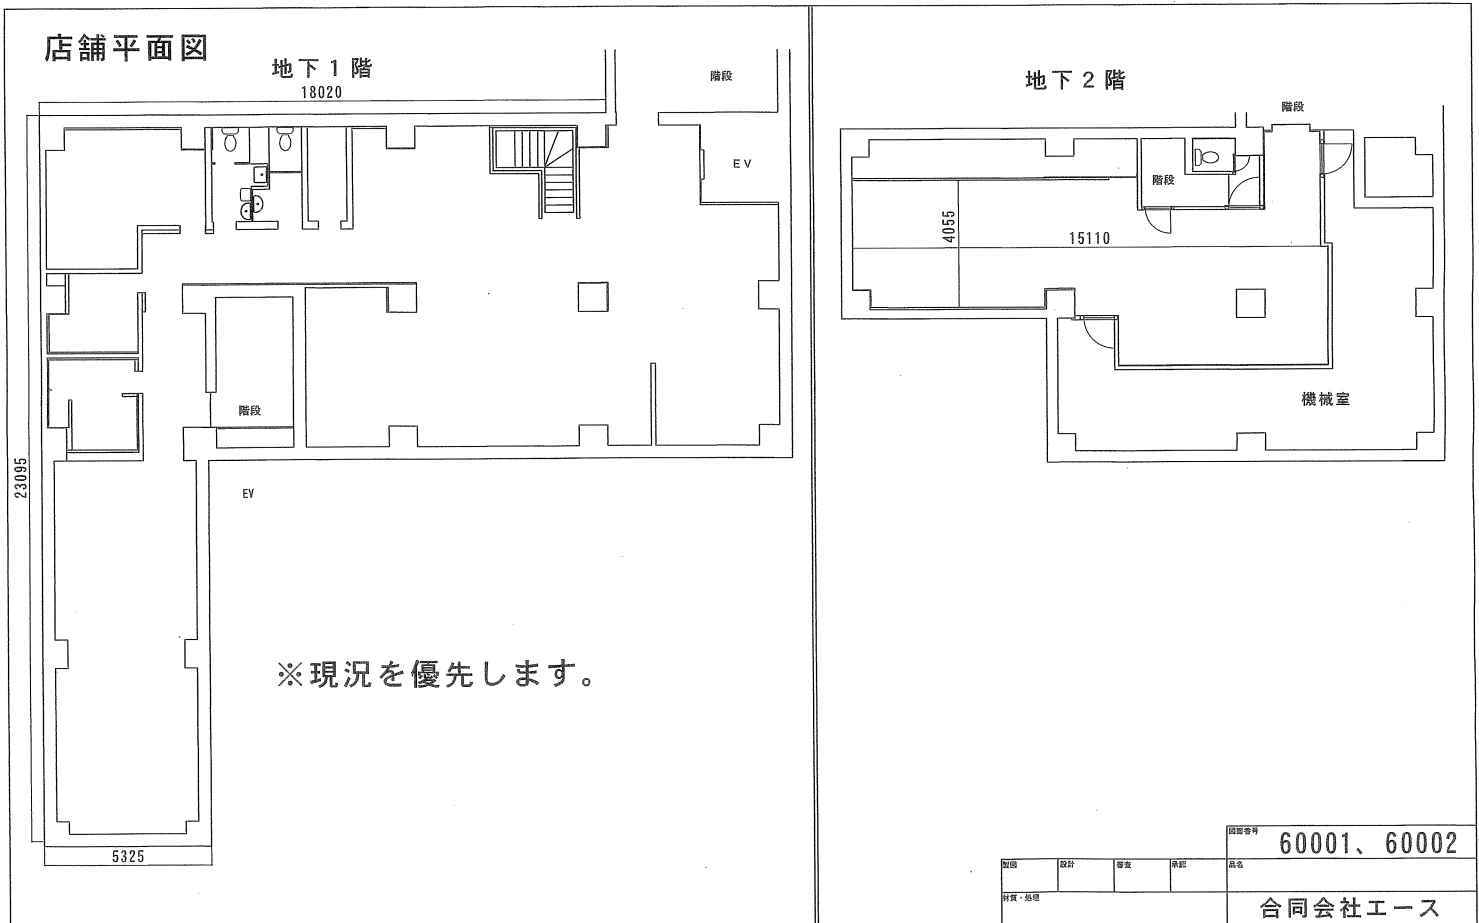 店舗平面図
地下1階
18020
階段
EV
階段
23095
EV
※現況を優先します。
5325
地下2階
階段
階段
4055
15110
機械室
図面番号
60001、60002
製図
設計
審査
承認
品名
材質・処理
合同会社エース